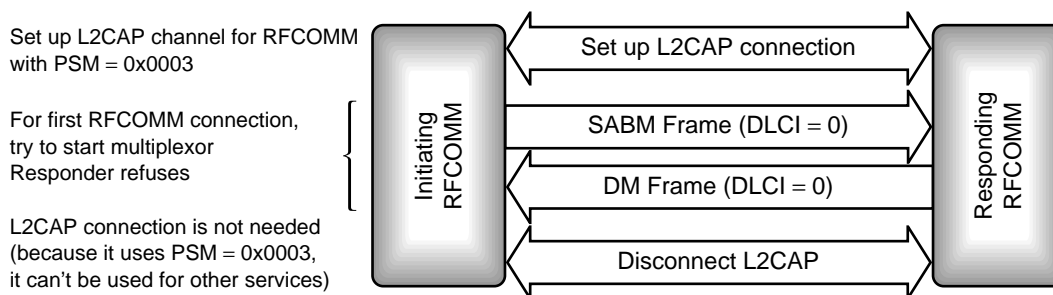 Set up L2CAP channel for RFCOMM
with PSM = 0x0003
For first RFCOMM connection,
try to start multiplexor
Responder refuses
L2CAP connection is not needed
(because it uses PSM = 0x0003,
it can't be used for other services)
Initiating
RFCOMM
Set up L2CAP connection
SABM Frame (DLCI = 0)
DM Frame (DLCI = 0)
Disconnect L2CAP
Responding
RFCOMM